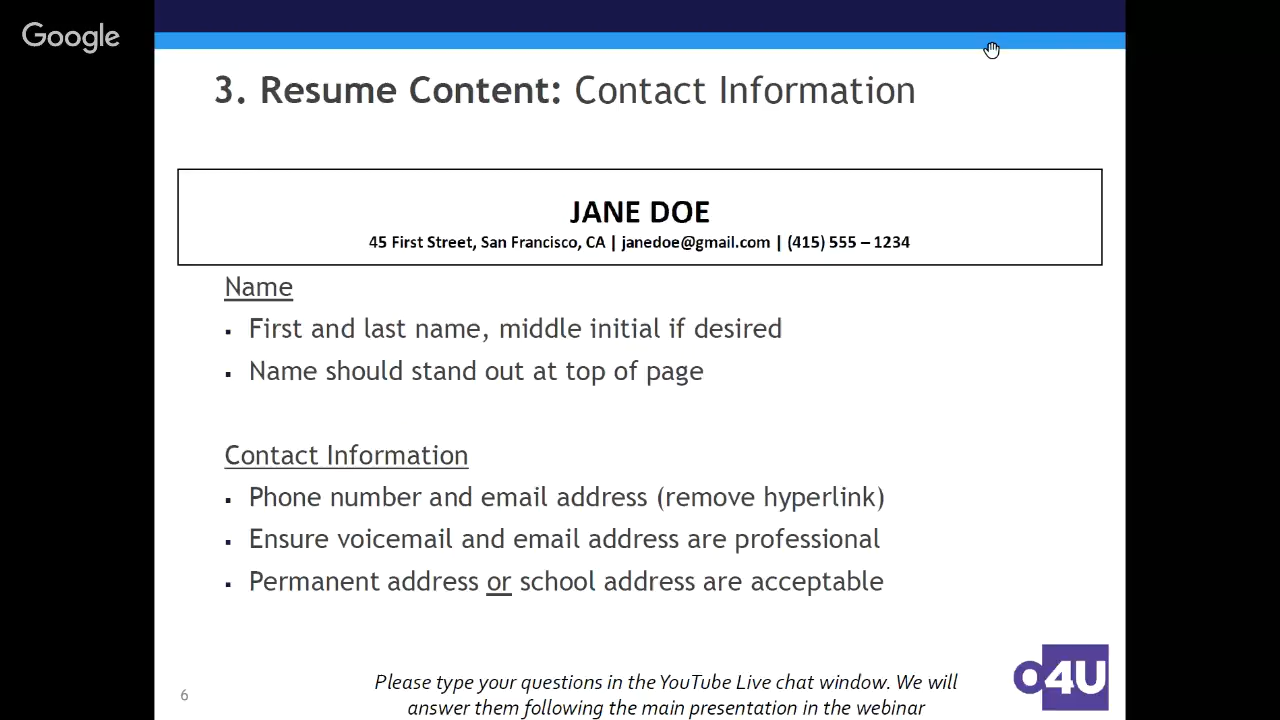 Google
3. Resume Content: Contact Information
JANE DOE
45 First Street, San Francisco, CA | janedoe@gmail.com | (415) 555 – 1234
Name
▪ First and last name, middle initial if desired
▪ Name should stand out at top of page
Contact Information
▪ Phone number and email address (remove hyperlink)
▪ Ensure voicemail and email address are professional
▪ Permanent address or school address are acceptable
6
Please type your questions in the YouTube Live chat window. We will
answer them following the main presentation in the webinar
o4U